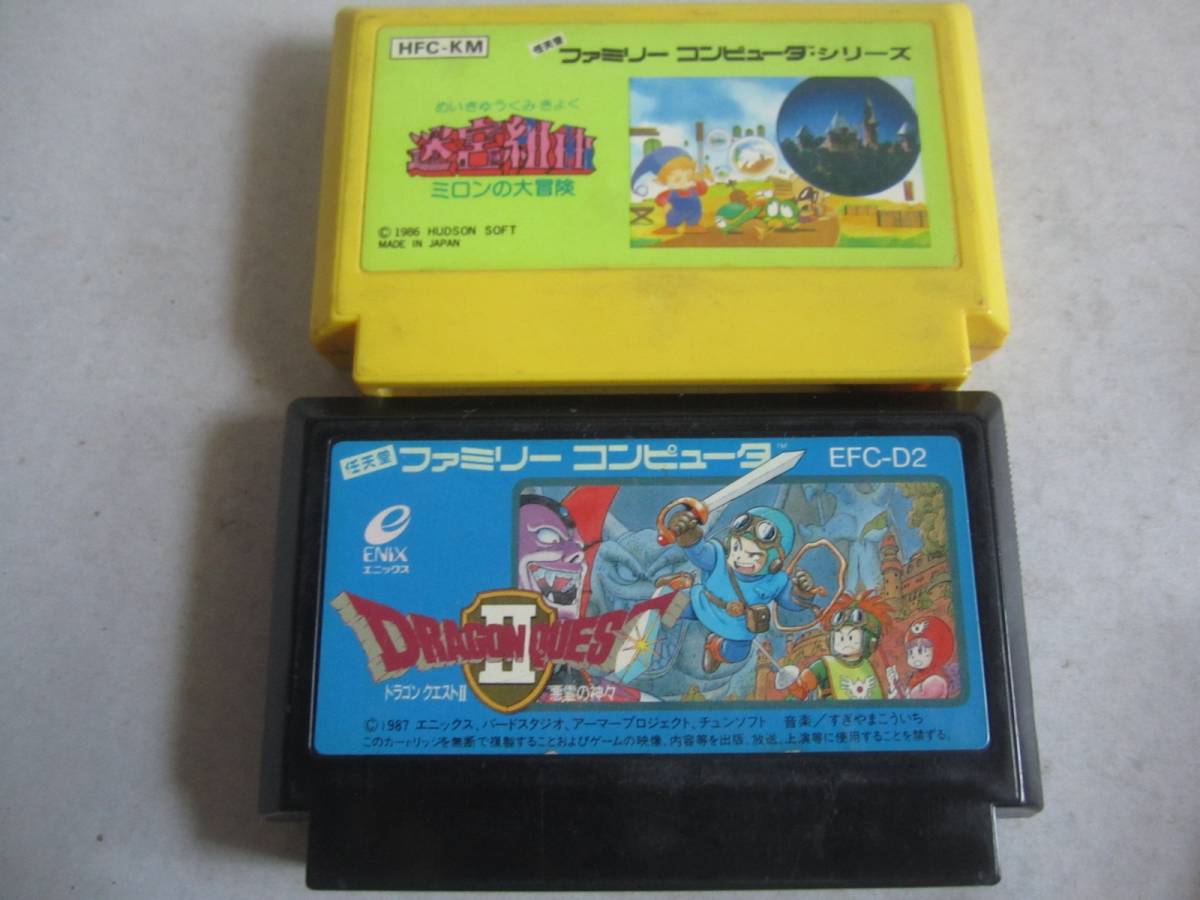 HFC-KM
任天堂 ファミリー コンピュータ・シリーズ
めいきゅうくみきょく
迷宮組曲
ミロンの大冒険
© 1986 HUDSON SOFT
MADE IN JAPAN
任天堂 ファミリー コンピュータ™ EFC-D2
ENIX
エニックス
DRAGON QUEST
II
ドラゴンクエストII 悪霊の神々
©1987 エニックス、バードスタジオ、アーマープロジェクト、チュンソフト 音楽/すぎやまこういち
このカートリッジを無断で複製することおよびゲームの映像、内容等を出版、放送、上演等に使用することを禁ずる。